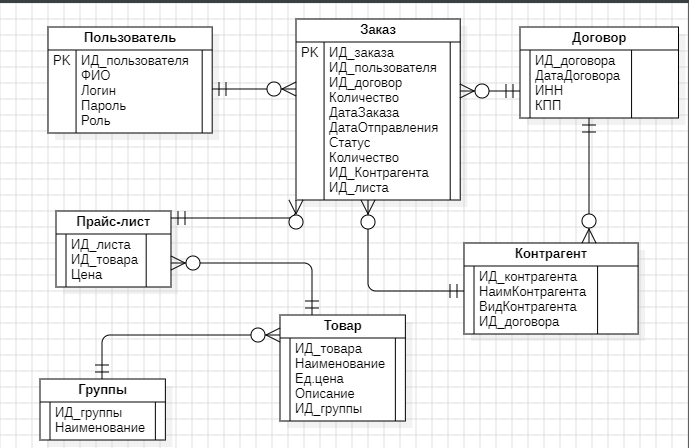 Пользователь
PK ИД_пользователя
ФИО
Логин
Пароль
Роль
Заказ
PK ИД_заказа
ИД_пользователя
ИД_договор
Количество
ДатаЗаказа
ДатаОтправления
Статус
Количество
ИД_Контрагента
ИД_листа
Договор
ИД_договора
ДатаДоговора
ИНН
КПП
Прайс-лист
ИД_листа
ИД_товара
Цена
Контрагент
ИД_контрагента
НаимКонтрагента
ВидКонтрагента
ИД_договора
Товар
ИД_товара
Наименование
Ед.цена
Описание
ИД_группы
Группы
ИД_группы
Наименование